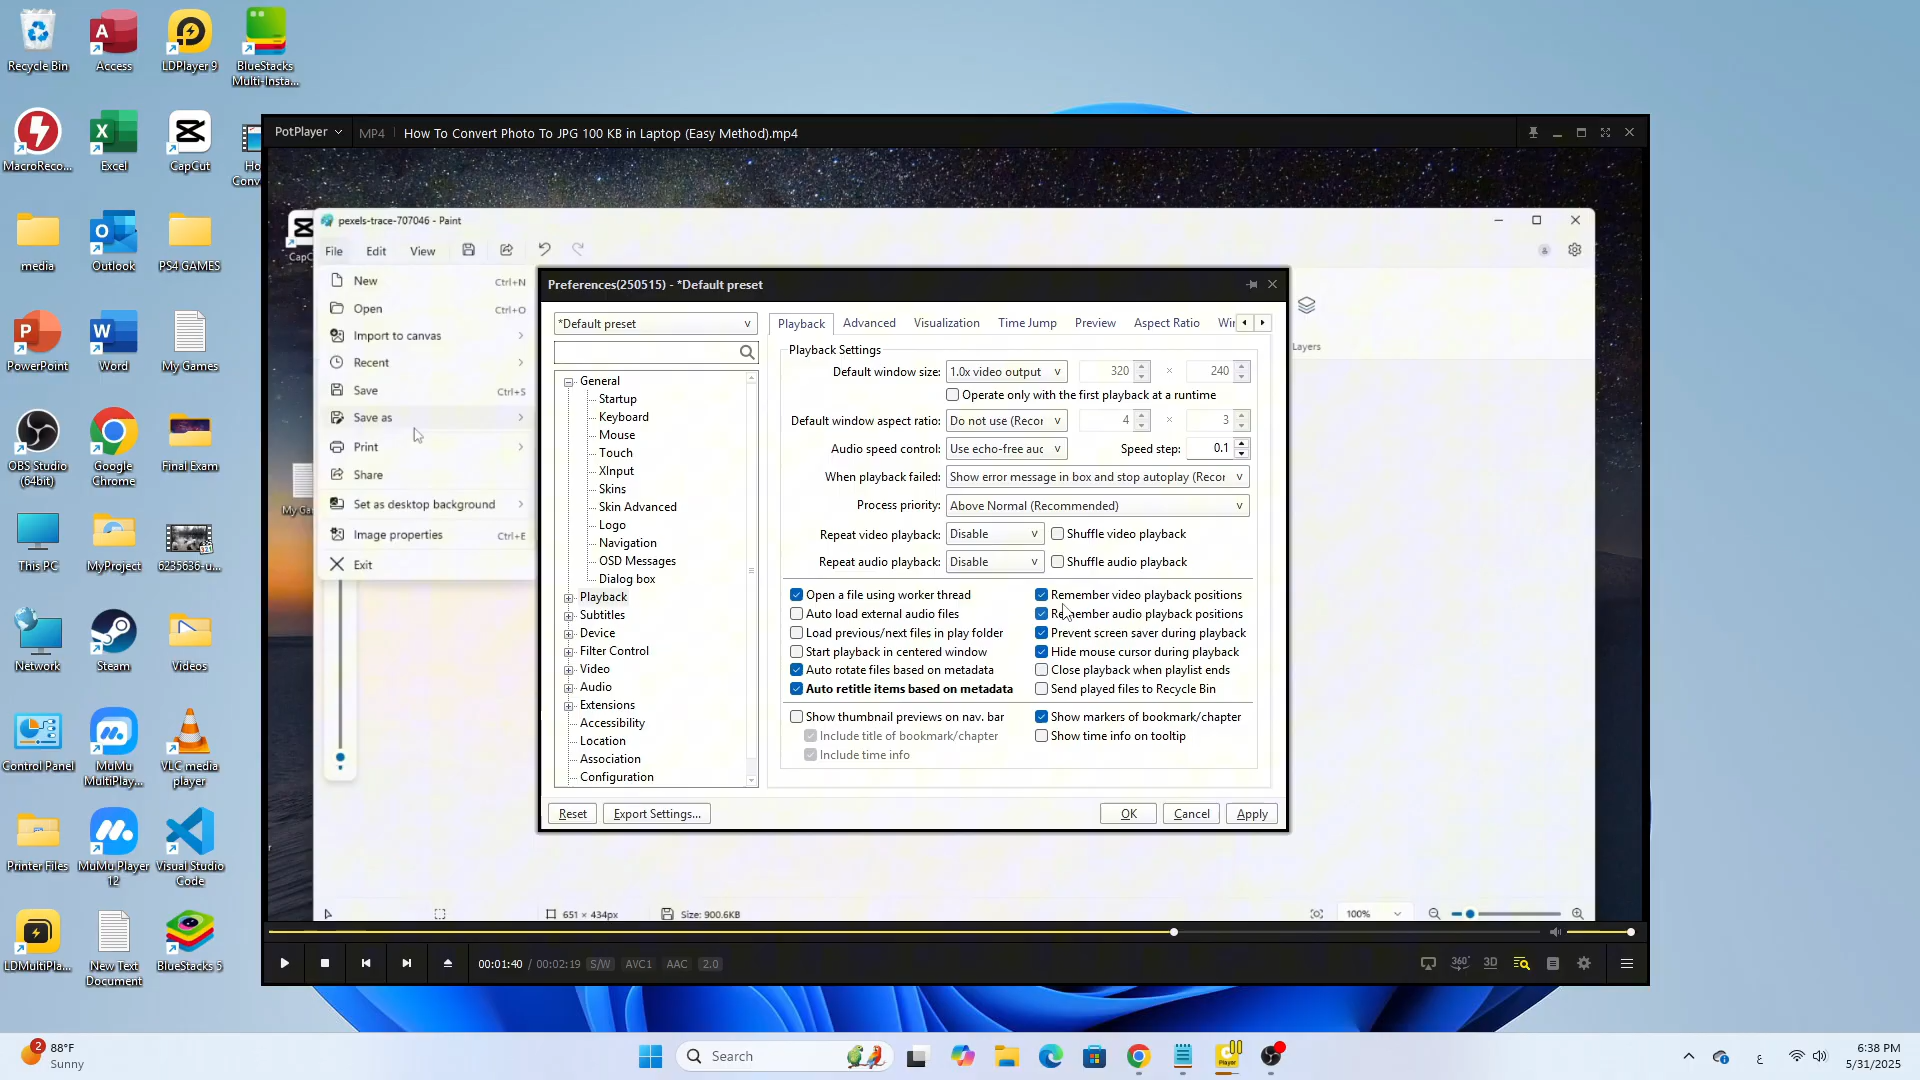 Recycle Bin
Access
LDPlayer 9
BlueStacks
Multi-Insta...
MacroReco...
Excel
CapCut
Ho
Conv
media
Outlook
PS4 GAMES
PowerPoint
Word
My Games
OBS Studio
(64bit)
Google
Chrome
Final Exam
This PC
MyProject
6235636-u...
Network
Steam
Videos
Control Panel
MuMu
MultiPlay...
VLC media
player
Printer Files
MuMu Player
12
Visual Studio
Code
LDMultiPla...
New Text
Document
BlueStacks 5
PotPlayer
MP4
How To Convert Photo To JPG 100 KB in Laptop (Easy Method).mp4
CapC
My Ga
pexels-trace-707046 - Paint
File
Edit
View
New Ctrl+N
Open Ctrl+O
Import to canvas
Recent
Save Ctrl+S
Save as
Print
Share
Set as desktop background
Image properties Ctrl+E
Exit
Layers
Preferences(250515) - *Default preset
*Default preset
General
Startup
Keyboard
Mouse
Touch
XInput
Skins
Skin Advanced
Logo
Navigation
OSD Messages
Dialog box
Playback
Subtitles
Device
Filter Control
Video
Audio
Extensions
Accessibility
Location
Association
Configuration
Playback
Advanced
Visualization
Time Jump
Preview
Aspect Ratio
Wi
Playback Settings
Default window size: 1.0x video output 320 × 240
Operate only with the first playback at a runtime
Default window aspect ratio: Do not use (Recor 4 × 3
Audio speed control: Use echo-free auc Speed step: 0.1
When playback failed: Show error message in box and stop autoplay (Recor
Process priority: Above Normal (Recommended)
Repeat video playback: Disable Shuffle video playback
Repeat audio playback: Disable Shuffle audio playback
Open a file using worker thread Remember video playback positions
Auto load external audio files Remember audio playback positions
Load previous/next files in play folder Prevent screen saver during playback
Start playback in centered window Hide mouse cursor during playback
Auto rotate files based on metadata Close playback when playlist ends
Auto retitle items based on metadata Send played files to Recycle Bin
Show thumbnail previews on nav. bar Show markers of bookmark/chapter
Include title of bookmark/chapter Show time info on tooltip
Include time info
Reset
Export Settings...
OK
Cancel
Apply
651 × 434px
Size: 900.6KB
100%
00:01:40 / 00:02:19 S/W AVC1 AAC 2.0
360°
3D
2
88°F
Sunny
Search
Player
ع
6:38 PM
5/31/2025